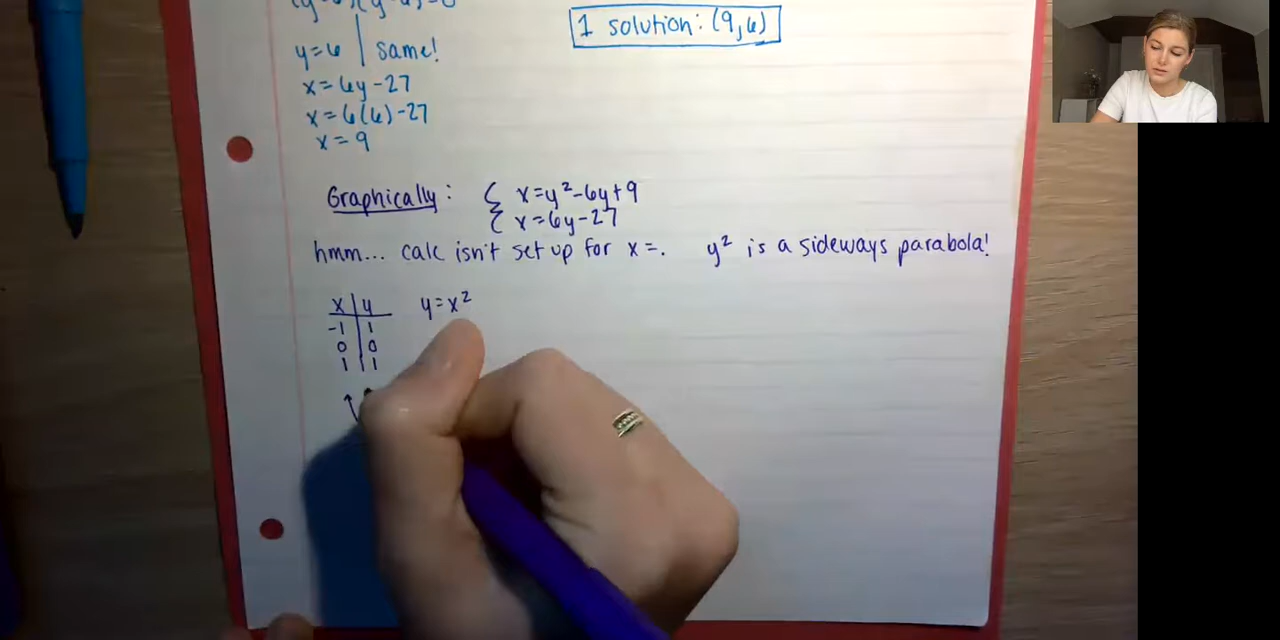 y=6 | same!
x=6y-27
x=6(6)-27
x=9
1 solution: (9,6)
Graphically: { x=y²-6y+9
x=6y-27
hmm... calc isn't set up for x=. y² is a sideways parabola!
x | y y=x²
-1 | 1
0 | 0
1 | 1